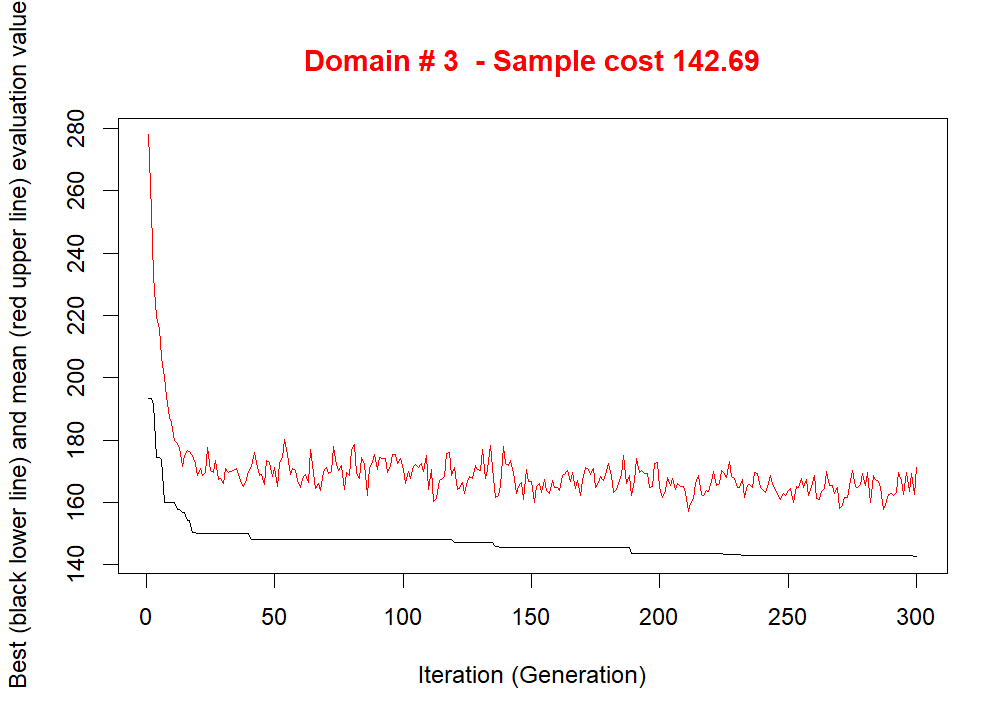 Domain # 3  - Sample cost 142.69
Best (black lower line) and mean (red upper line) evaluation value
280
260
240
220
200
180
160
140
0 50 100 150 200 250 300
Iteration (Generation)